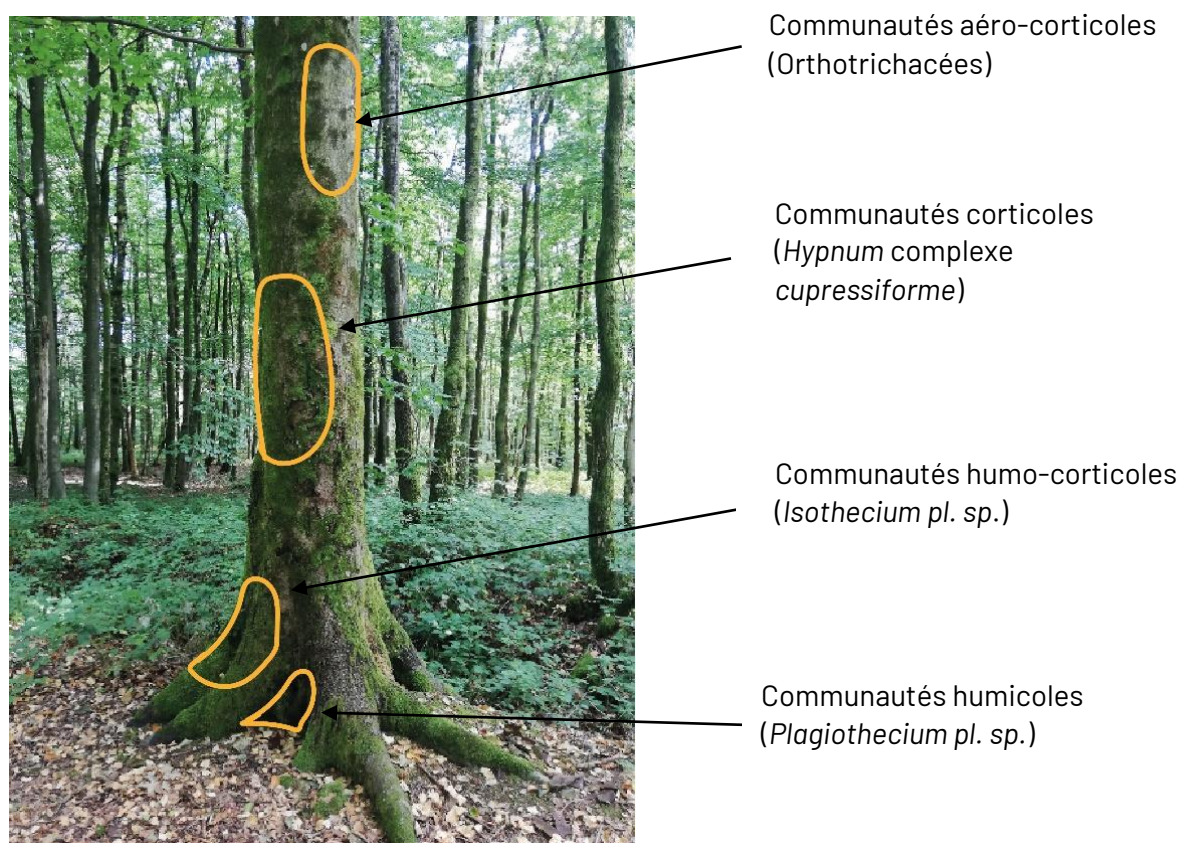 Communautés aéro-corticoles
(Orthotrichacées)
Communautés corticoles
(Hypnum complexe
cupressiforme)
Communautés humo-corticoles
(Isothecium pl. sp.)
Communautés humicoles
(Plagiothecium pl. sp.)